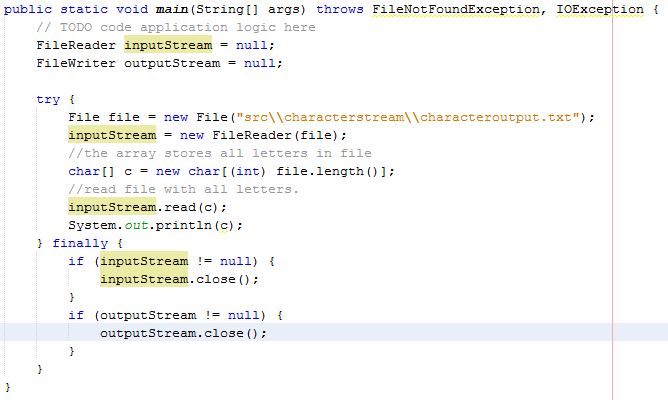 public static void main(String[] args) throws FileNotFoundException, IOException {
    // TODO code application logic here
    FileReader inputStream = null;
    FileWriter outputStream = null;

    try {
        File file = new File("src\\characterstream\\characteroutput.txt");
        inputStream = new FileReader(file);
        //the array stores all letters in file
        char[] c = new char[(int) file.length()];
        //read file with all letters.
        inputStream.read(c);
        System.out.println(c);
    } finally {
        if (inputStream != null) {
            inputStream.close();
        }
        if (outputStream != null) {
            outputStream.close();
        }
    }
}